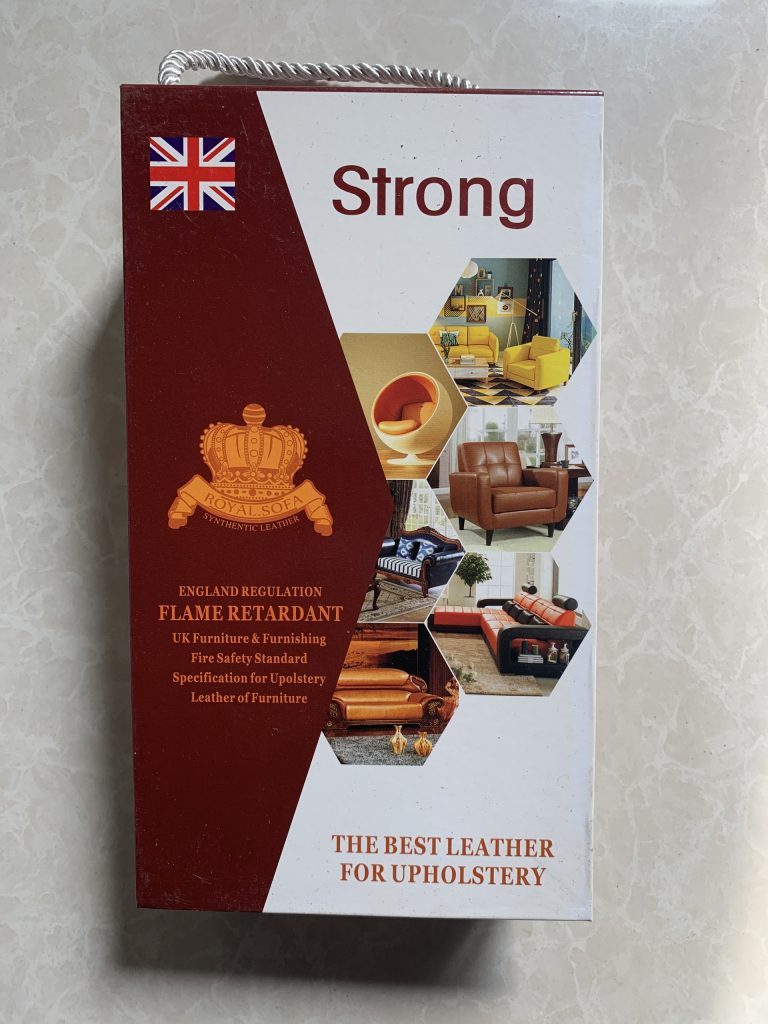 Strong
ROYAL.SOFA
SYNTHENTIC LEATHER
ENGLAND REGULATION
FLAME RETARDANT
UK Furniture & Furnishing
Fire Safety Standard
Specification for Upolstery
Leather of Furniture
THE BEST LEATHER
FOR UPHOLSTERY